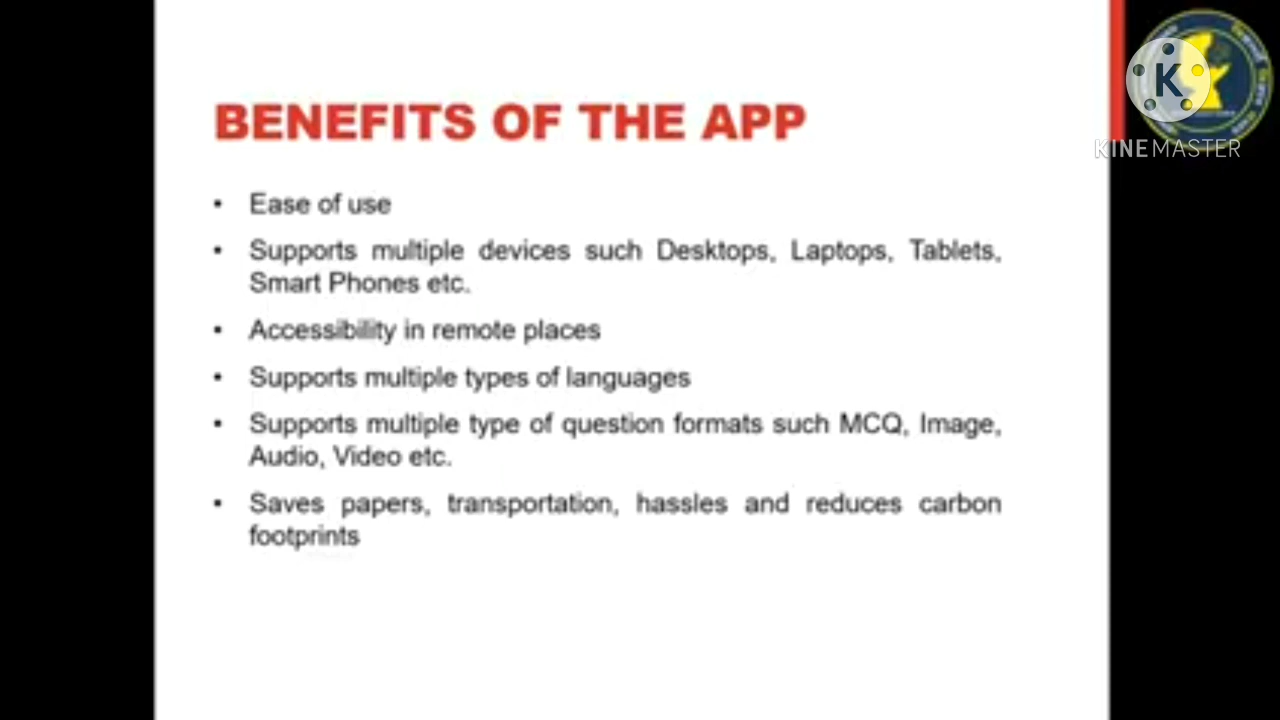 BENEFITS OF THE APP
• Ease of use
• Supports multiple devices such Desktops, Laptops, Tablets,
Smart Phones etc.
• Accessibility in remote places
• Supports multiple types of languages
• Supports multiple type of question formats such MCQ, Image,
Audio, Video etc.
• Saves papers, transportation, hassles and reduces carbon
footprints
K
KINEMASTER